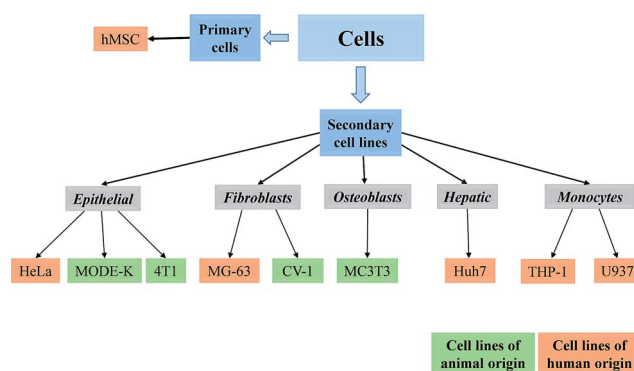 hMSC
Primary
cells
Cells
Secondary
cell lines
Epithelial
Fibroblasts
Osteoblasts
Hepatic
Monocytes
HeLa
MODE-K
4T1
MG-63
CV-1
MC3T3
Huh7
THP-1
U937
Cell lines of
animal origin
Cell lines of
human origin